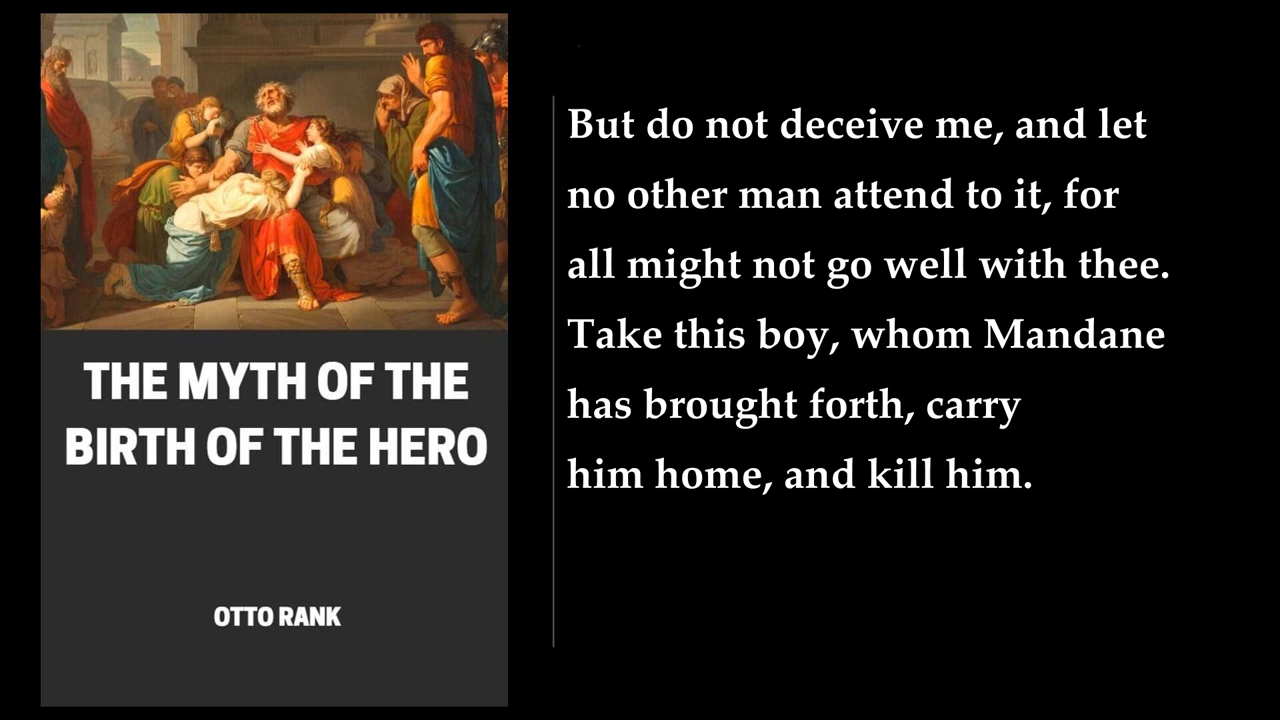 THE MYTH OF THE
BIRTH OF THE HERO
OTTO RANK
But do not deceive me, and let
no other man attend to it, for
all might not go well with thee.
Take this boy, whom Mandane
has brought forth, carry
him home, and kill him.